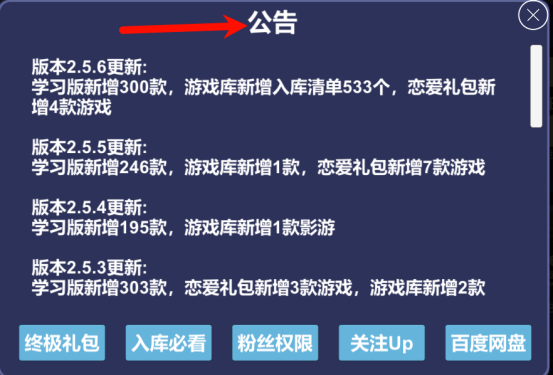 公告
版本2.5.6更新:
学习版新增300款，游戏库新增入库清单533个，恋爱礼包新
增4款游戏
版本2.5.5更新:
学习版新增246款，游戏库新增1款，恋爱礼包新增7款游戏
版本2.5.4更新:
学习版新增195款，游戏库新增1款影游
版本2.5.3更新:
学习版新增303款，恋爱礼包新增3款游戏，游戏库新增2款
终极礼包 入库必看 粉丝权限 关注Up 百度网盘